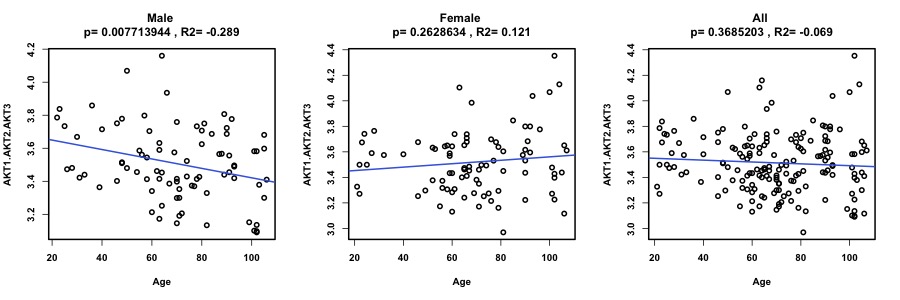 Male
p= 0.007713944 , R2= -0.289
AKT1.AKT2.AKT3
4.2
4.0
3.8
3.6
3.4
3.2
20 40 60 80 100
Age
Female
p= 0.2628634 , R2= 0.121
AKT1.AKT2.AKT3
4.4
4.2
4.0
3.8
3.6
3.4
3.2
3.0
20 40 60 80 100
Age
All
p= 0.3685203 , R2= -0.069
AKT1.AKT2.AKT3
4.4
4.2
4.0
3.8
3.6
3.4
3.2
3.0
20 40 60 80 100
Age